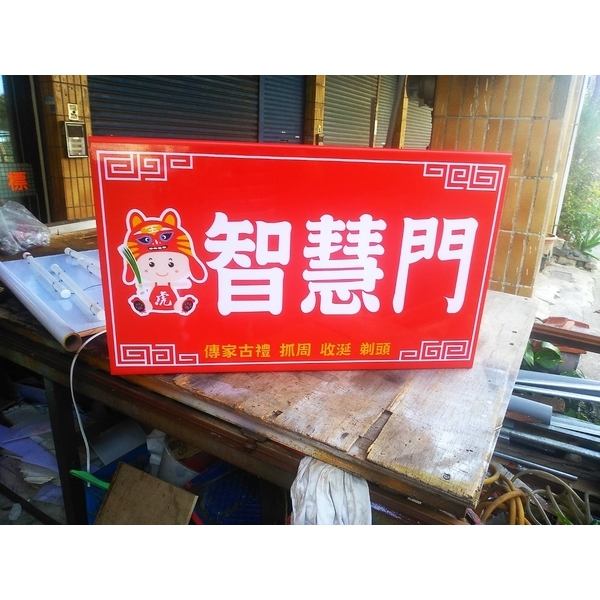 智慧門
虎
傳家古禮 抓周 收涎 剃頭